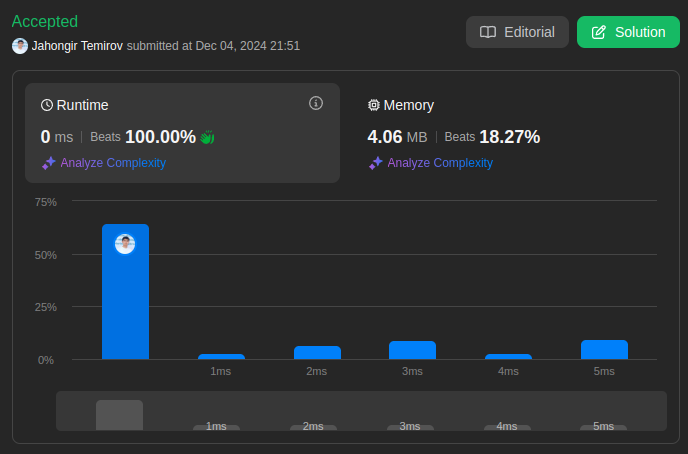 Accepted
Editorial
Solution
Jahongir Temirov submitted at Dec 04, 2024 21:51
Runtime
0 ms | Beats 100.00%
Analyze Complexity
Memory
4.06 MB | Beats 18.27%
Analyze Complexity
75%
50%
25%
0%
1ms 2ms 3ms 4ms 5ms
1ms 2ms 3ms 4ms 5ms